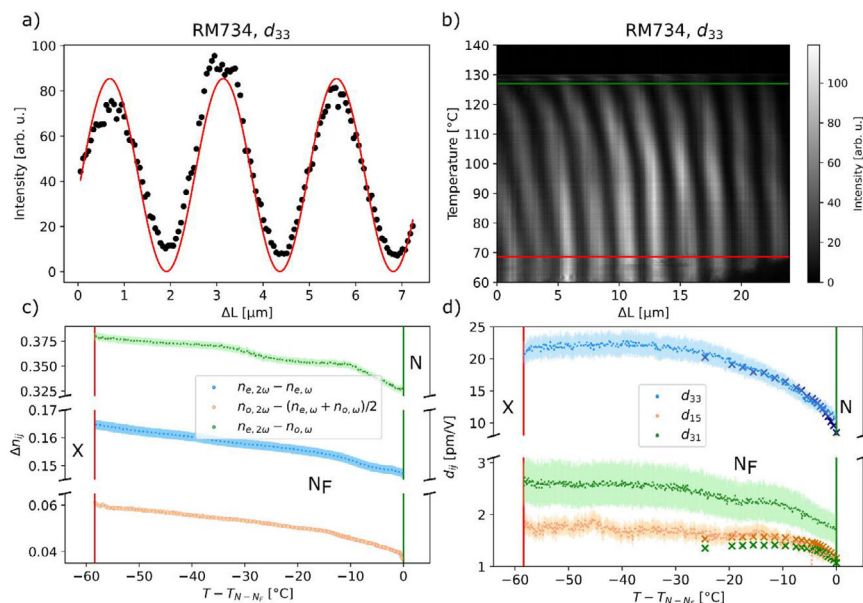 a)
RM734, d33
100
80
60
40
20
0
Intensity [arb. u.]
0 1 2 3 4 5 6 7
ΔL [μm]
b)
RM734, d33
140
130
120
110
100
90
80
70
60
Temperature [°C]
0 5 10 15 20
ΔL [μm]
100
80
60
40
20
0
Intensity [arb. u.]
c)
0.375
0.350
0.325
0.17
0.16
0.15
0.06
0.04
Δnij
N
ne,2ω − ne,ω
no,2ω − (ne,ω + no,ω)/2
ne,2ω − no,ω
X
NF
−60 −50 −40 −30 −20 −10 0
T − TN−NF [°C]
d)
25
20
15
10
3
2
1
dij [pm/V]
d33
d15
d31
X
N
NF
−60 −50 −40 −30 −20 −10 0
T − TN−NF [°C]